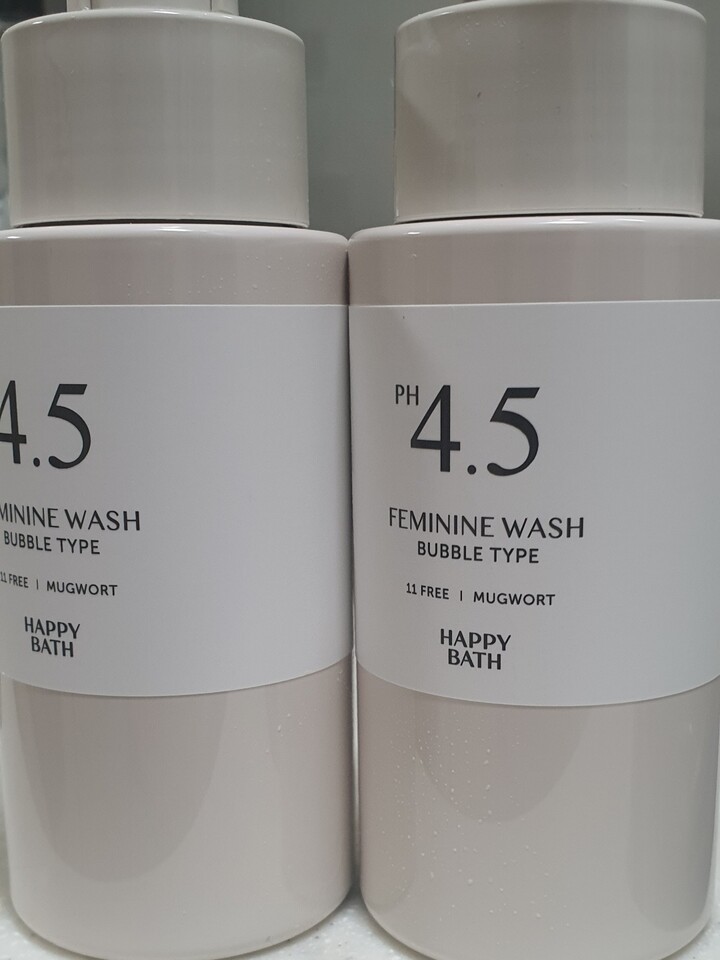 4.5
MININE WASH
BUBBLE TYPE
11 FREE | MUGWORT
HAPPY
BATH
PH 4.5
FEMININE WASH
BUBBLE TYPE
11 FREE | MUGWORT
HAPPY
BATH